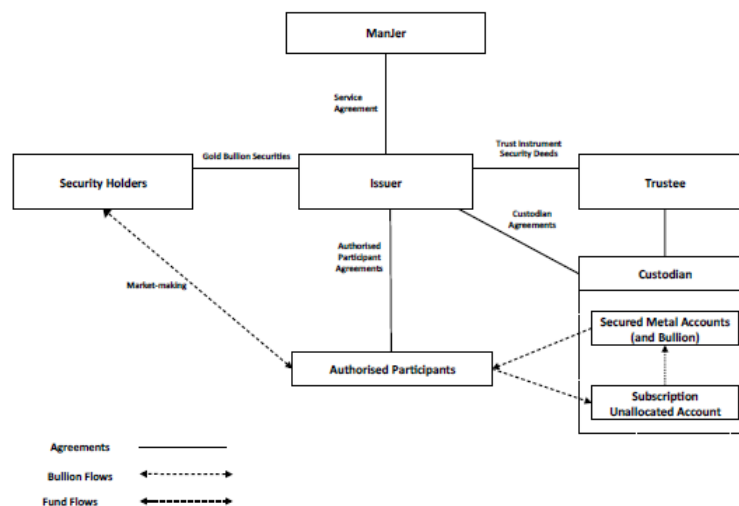 ManJer
Service
Agreement
Trust Instrument
Security Deeds
Gold Bullion Securities
Security Holders
Issuer
Trustee
Custodian
Agreements
Authorised
Participant
Agreements
Custodian
Market-making
Secured Metal Accounts
(and Bullion)
Authorised Participants
Subscription
Unallocated Account
Agreements
Bullion Flows
Fund Flows